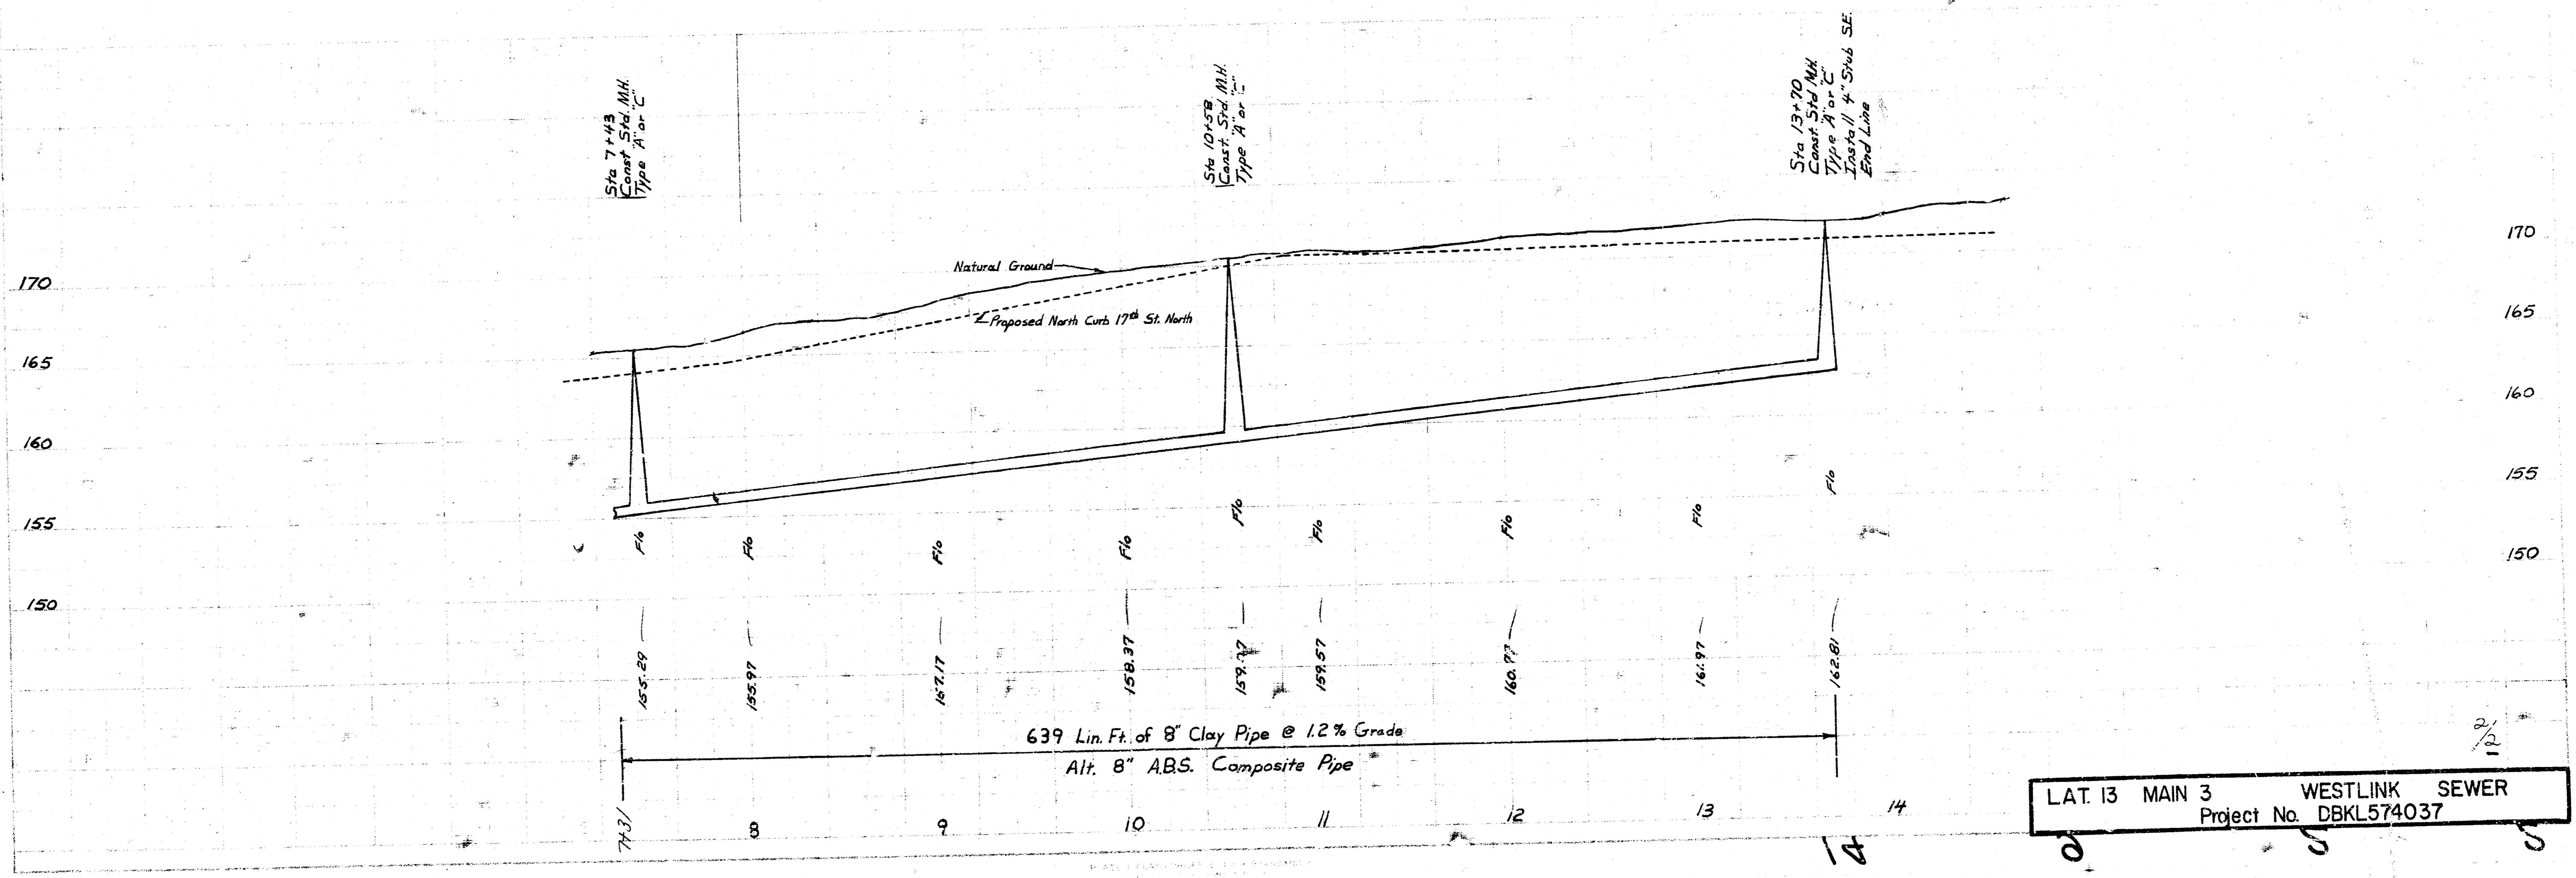 Sta 7+43
Const Std. M.H.
Type "A" or "C"
Sta 10+58
Const. Std. M.H.
Type "A" or "C"
Sta 13+70
Const. Std M.H.
Type "A" or "C"
Install 4" Stub S.E.
End Line
Natural Ground
Proposed North Curb 17th St. North
170
165
160
155
150
170
165
160
155
150
Flo
Flo
Flo
Flo
Flo
Flo
Flo
Flo
Flo
155.29
155.97
157.17
158.37
159.57
160.77
161.97
162.81
639 Lin. Ft. of 8" Clay Pipe @ 1.2% Grade
Alt. 8" A.B.S. Composite Pipe
7+31
8
9
10
11
12
13
14
2/2
LAT. 13 MAIN 3 WESTLINK SEWER
Project No. DBKL574037